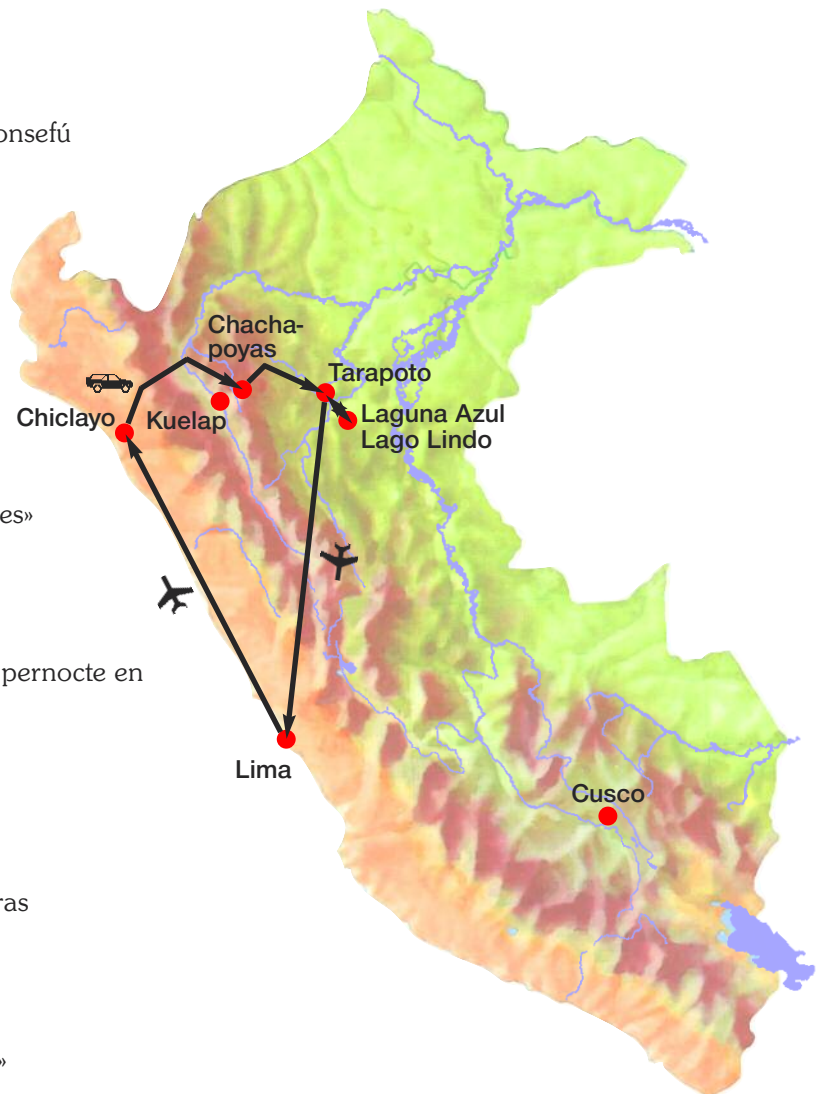 onsefú
Chacha-
poyas
Tarapoto
Chiclayo
Kuelap
Laguna Azul
Lago Lindo
es»
pernocte en
Lima
Cusco
ras
»